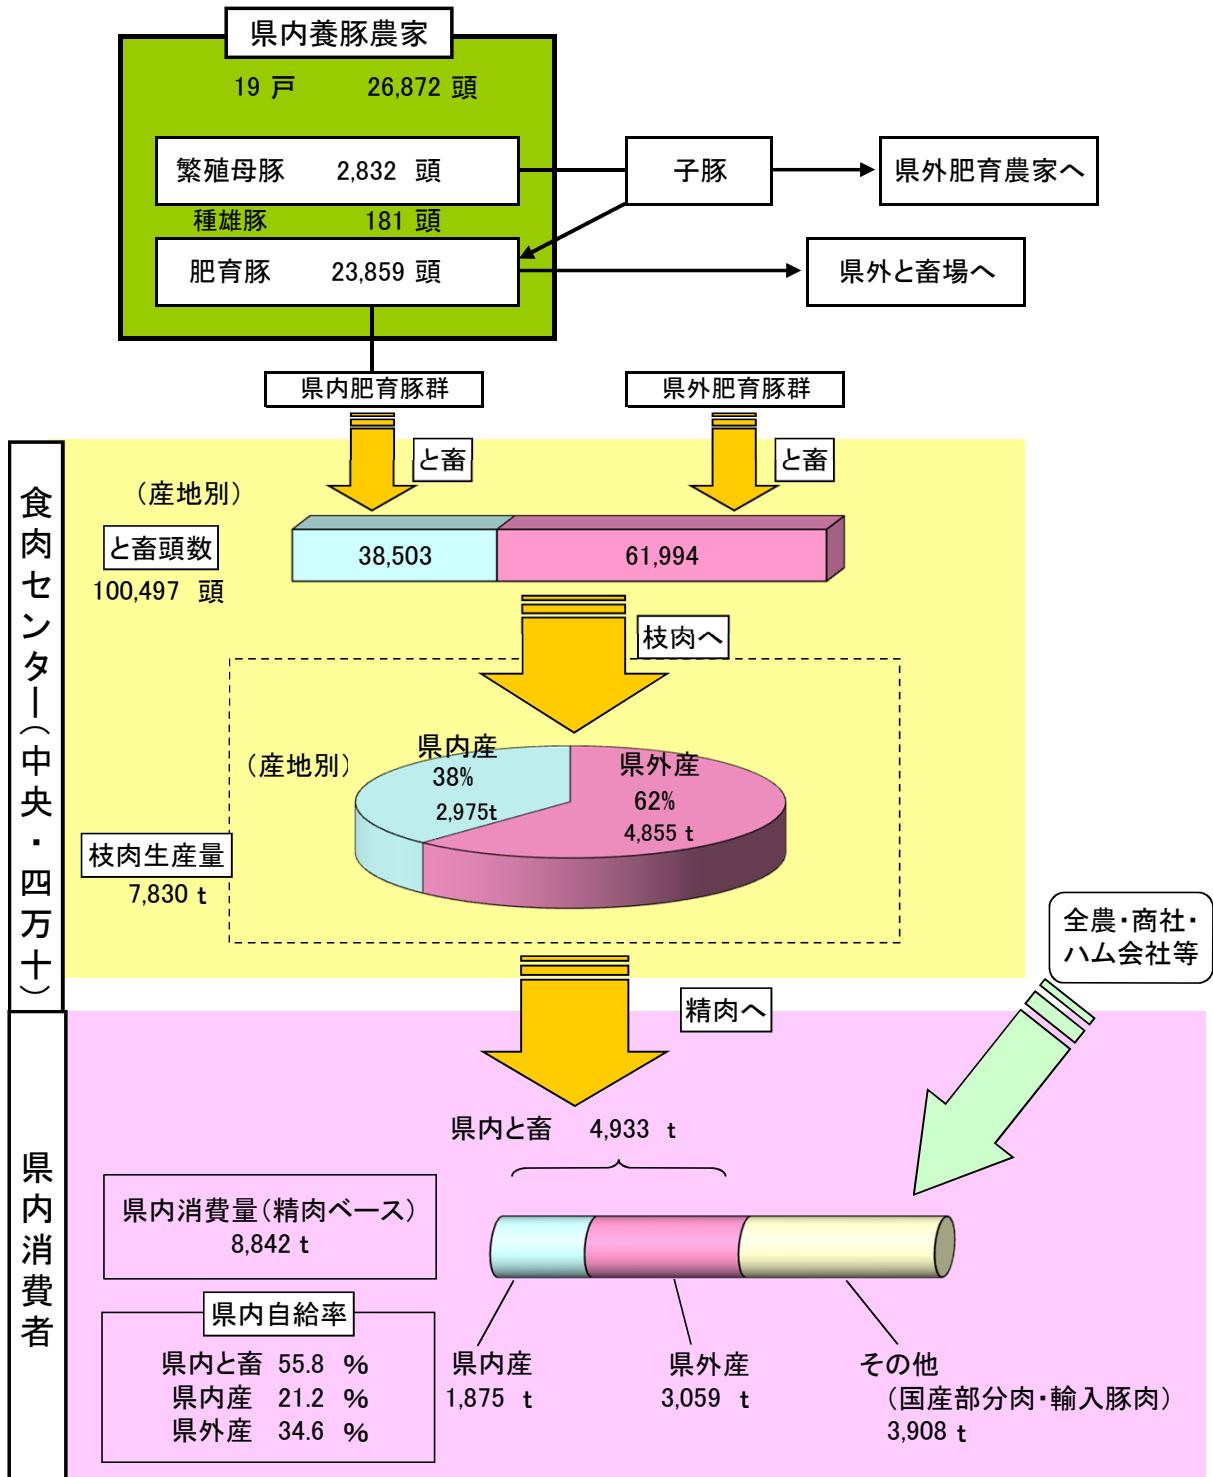 県内養豚農家
19 戸 26,872 頭
繁殖母豚 2,832 頭
子豚
県外肥育農家へ
種雄豚 181 頭
肥育豚 23,859 頭
県外と畜場へ
県内肥育豚群
県外肥育豚群
と畜
と畜
食肉センター(中央・四万十)
(産地別)
と畜頭数
100,497 頭
38,503
61,994
枝肉へ
(産地別)
県内産
38%
2,975t
県外産
62%
4,855 t
枝肉生産量
7,830 t
全農・商社・
ハム会社等
精肉へ
県内消費者
県内と畜 4,933 t
県内消費量(精肉ベース)
8,842 t
県内自給率
県内と畜 55.8 %
県内産 21.2 %
県外産 34.6 %
県内産
1,875 t
県外産
3,059 t
その他
(国産部分肉・輸入豚肉)
3,908 t